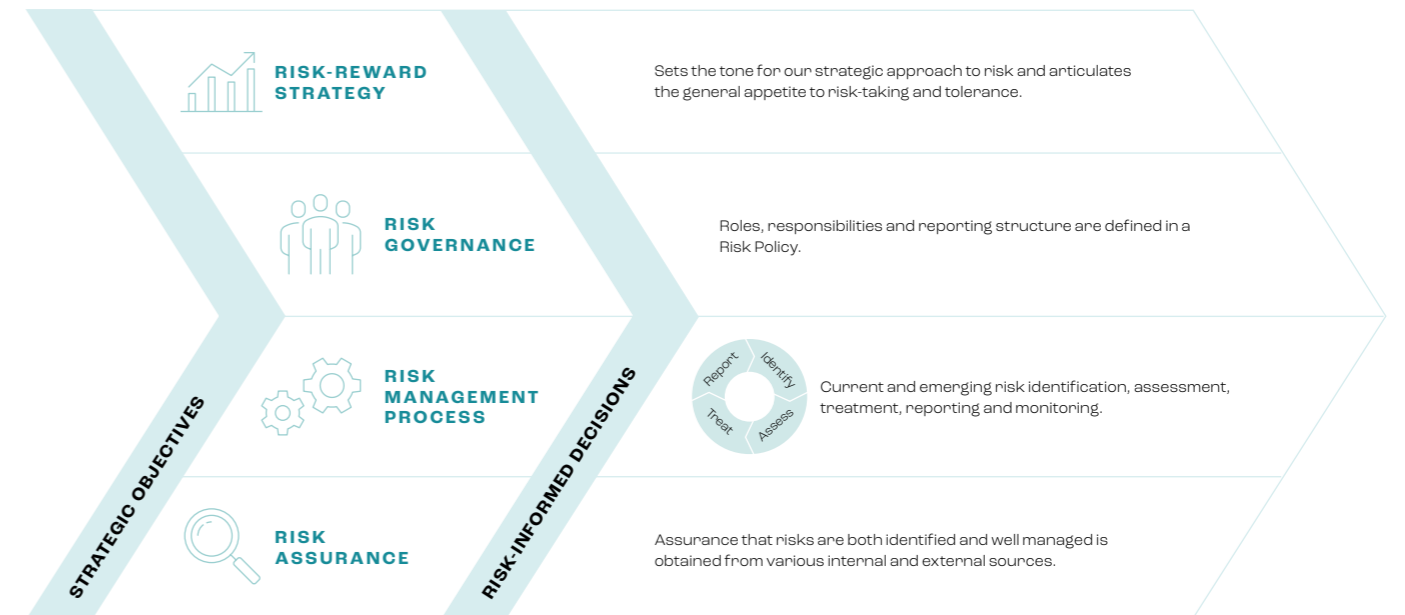 RISK-REWARD
STRATEGY
Sets the tone for our strategic approach to risk and articulates
the general appetite to risk-taking and tolerance.
RISK
GOVERNANCE
Roles, responsibilities and reporting structure are defined in a
Risk Policy.
RISK
MANAGEMENT
PROCESS
Report
Identify
Treat
Assess
Current and emerging risk identification, assessment,
treatment, reporting and monitoring.
RISK
ASSURANCE
Assurance that risks are both identified and well managed is
obtained from various internal and external sources.
STRATEGIC OBJECTIVES
RISK-INFORMED DECISIONS